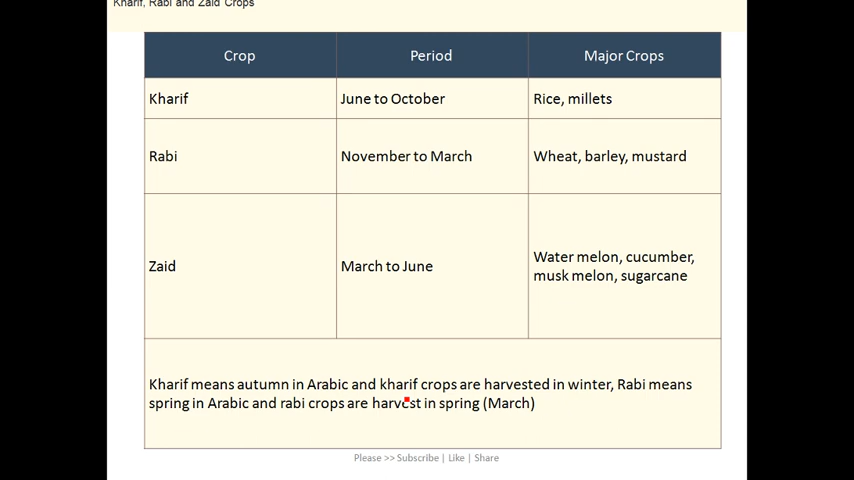 Kharif, Rabi and Zaid Crops
Crop Period Major Crops
Kharif June to October Rice, millets
Rabi November to March Wheat, barley, mustard
Zaid March to June Water melon, cucumber,
musk melon, sugarcane
Kharif means autumn in Arabic and kharif crops are harvested in winter, Rabi means
spring in Arabic and rabi crops are harvest in spring (March)
Please >> Subscribe | Like | Share